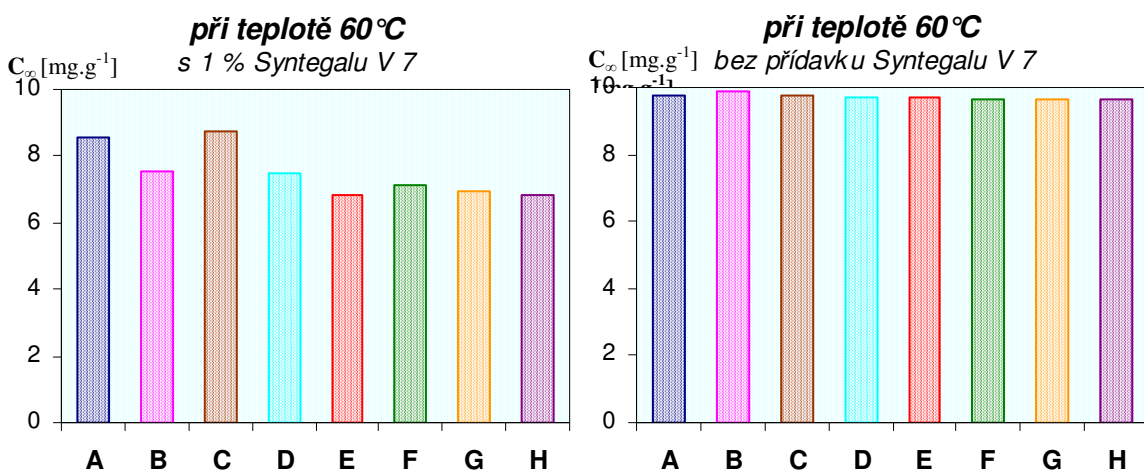 při teplotě 60°C
s 1 % Syntegalu V 7
C∞ [mg.g⁻¹]
10
8
6
4
2
0
A B C D E F G H
při teplotě 60°C
C∞ [mg.g⁻¹] bez přídavku Syntegalu V 7
10
8
6
4
2
0
A B C D E F G H